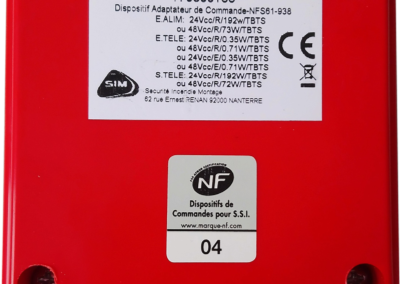 Dispositif Adaptateur de Commande-NFS61-938
E.ALIM: 24Vcc/R/192w/TBTS
ou 48Vcc/R/73W/TBTS
E.TELE: 24Vcc/R/0.35W/TBTS
ou 48Vcc/R/0.71W/TBTS
ou 24Vcc/E/0.35W/TBTS
ou 48Vcc/E/0.71W/TBTS
S.TELE: 24Vcc/R/192W/TBTS
ou 48Vcc/R/72W/TBTS
CE
SIM
Sécurité Incendie Montage
62 rue Ernest RENAN 92000 NANTERRE
NF
Dispositifs de
Commandes pour S.S.I.
www.marque-nf.com
04